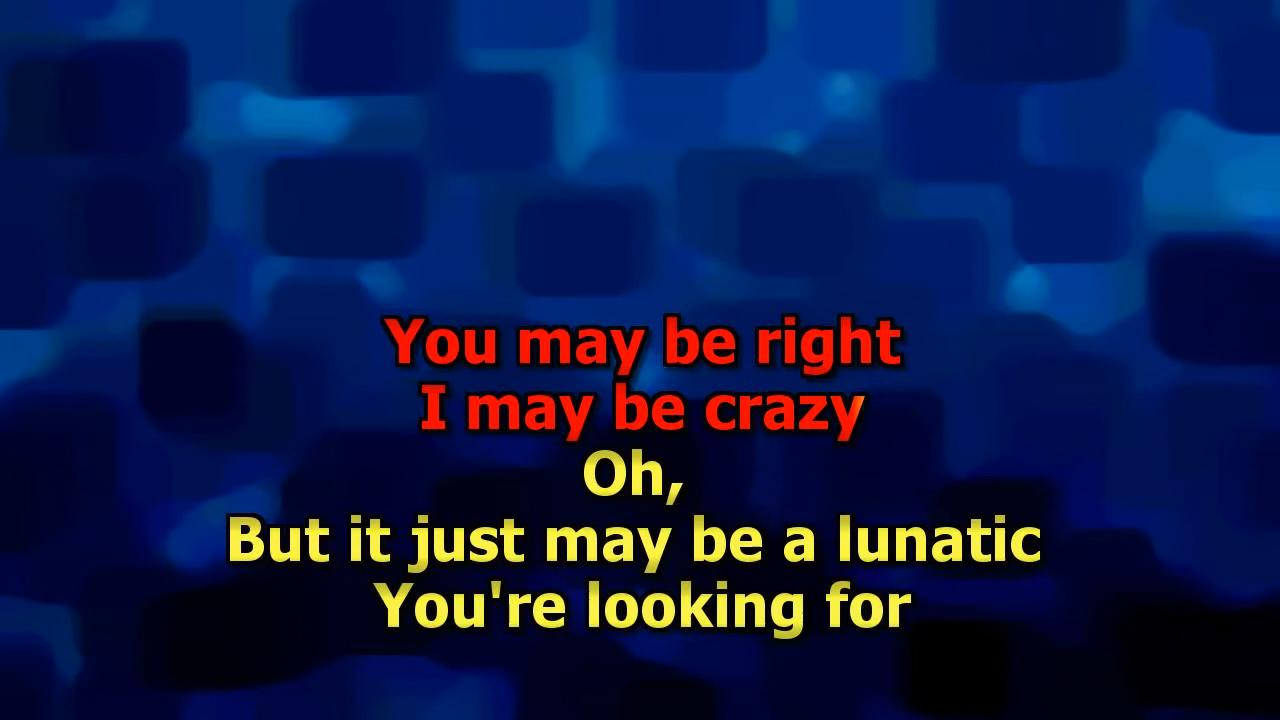 You may be right
I may be crazy
Oh,
But it just may be a lunatic
You're looking for